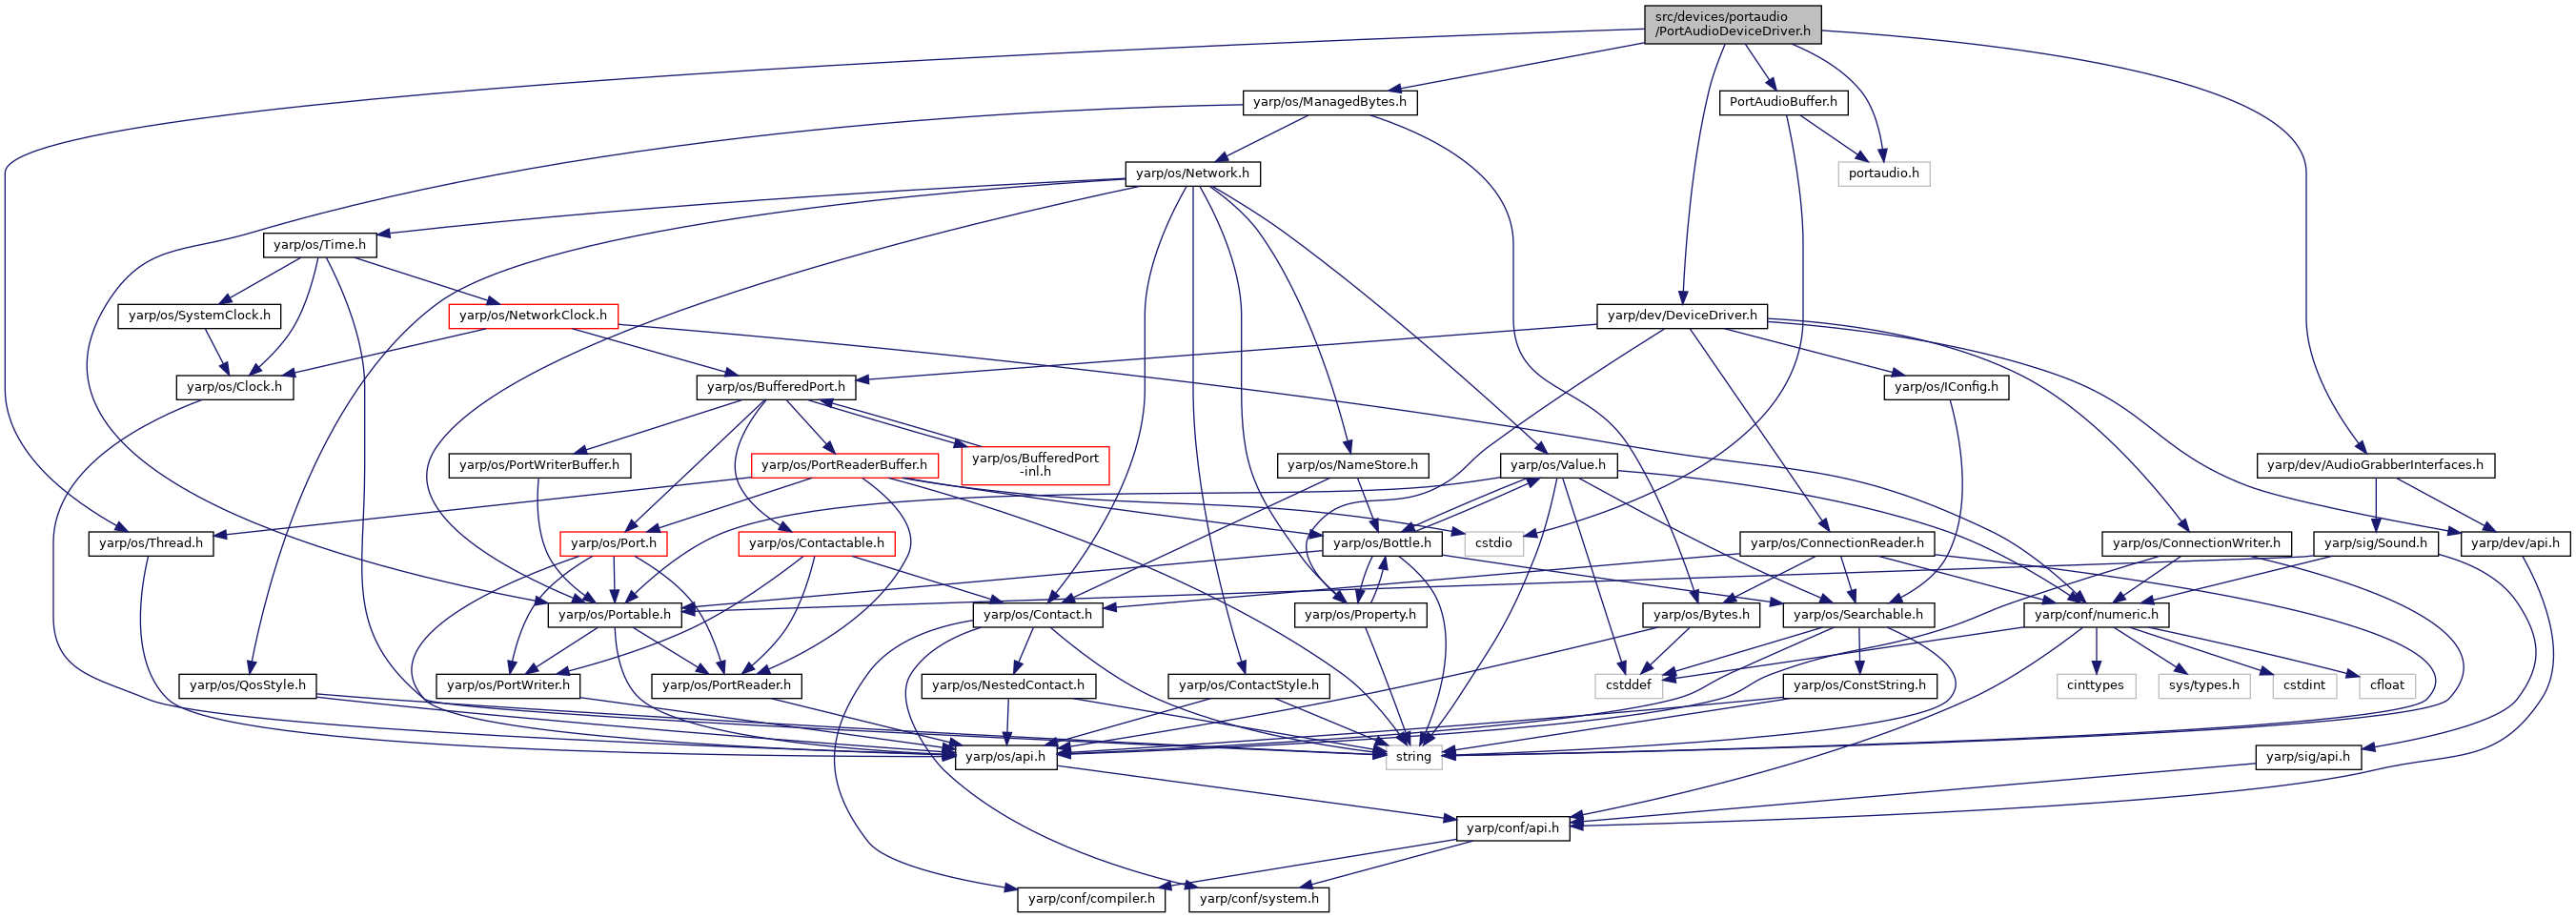 src/devices/portaudio
/PortAudioDeviceDriver.h
yarp/os/ManagedBytes.h
PortAudioBuffer.h
yarp/os/Network.h
portaudio.h
yarp/os/Time.h
yarp/os/SystemClock.h
yarp/os/NetworkClock.h
yarp/dev/DeviceDriver.h
yarp/os/Clock.h
yarp/os/BufferedPort.h
yarp/os/IConfig.h
yarp/os/PortWriterBuffer.h
yarp/os/PortReaderBuffer.h
yarp/os/BufferedPort
-inl.h
yarp/os/NameStore.h
yarp/os/Value.h
yarp/dev/AudioGrabberInterfaces.h
yarp/os/Thread.h
yarp/os/Port.h
yarp/os/Contactable.h
yarp/os/Bottle.h
cstdio
yarp/os/ConnectionReader.h
yarp/os/ConnectionWriter.h
yarp/sig/Sound.h
yarp/dev/api.h
yarp/os/Portable.h
yarp/os/Contact.h
yarp/os/Property.h
yarp/os/Bytes.h
yarp/os/Searchable.h
yarp/conf/numeric.h
yarp/os/QosStyle.h
yarp/os/PortWriter.h
yarp/os/PortReader.h
yarp/os/NestedContact.h
yarp/os/ContactStyle.h
cstddef
yarp/os/ConstString.h
cinttypes
sys/types.h
cstdint
cfloat
yarp/os/api.h
string
yarp/sig/api.h
yarp/conf/api.h
yarp/conf/compiler.h
yarp/conf/system.h